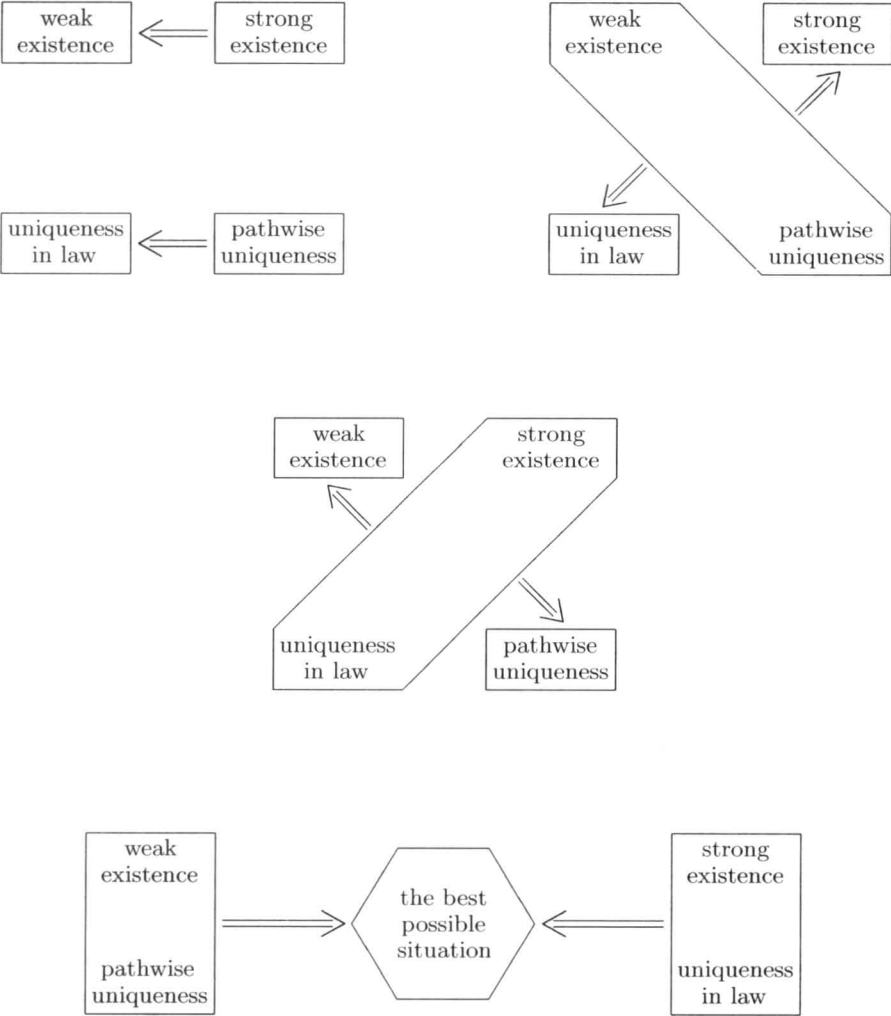 weak
existence
strong
existence
uniqueness
in law
pathwise
uniqueness
weak
existence
strong
existence
uniqueness
in law
pathwise
uniqueness
weak
existence
strong
existence
uniqueness
in law
pathwise
uniqueness
weak
existence
pathwise
uniqueness
the best
possible
situation
strong
existence
uniqueness
in law